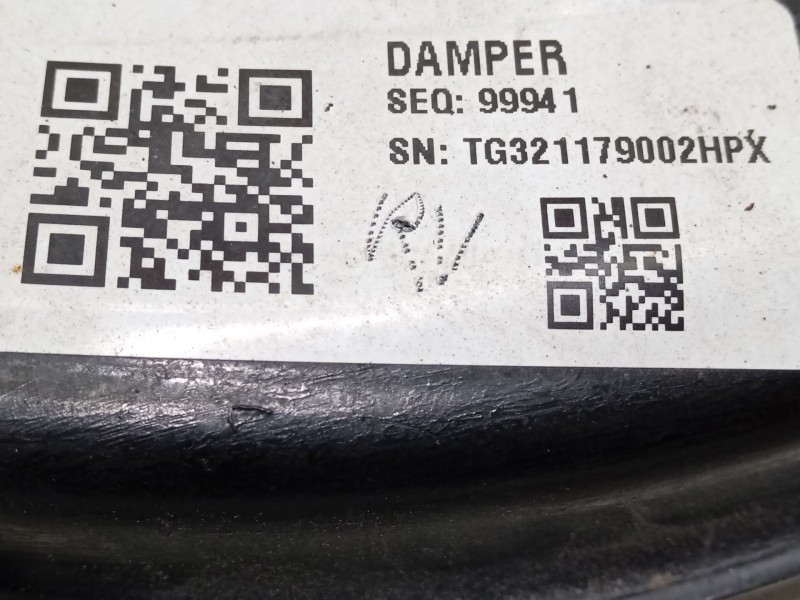 DAMPER
SEQ: 99941
SN: TG321179002HPX